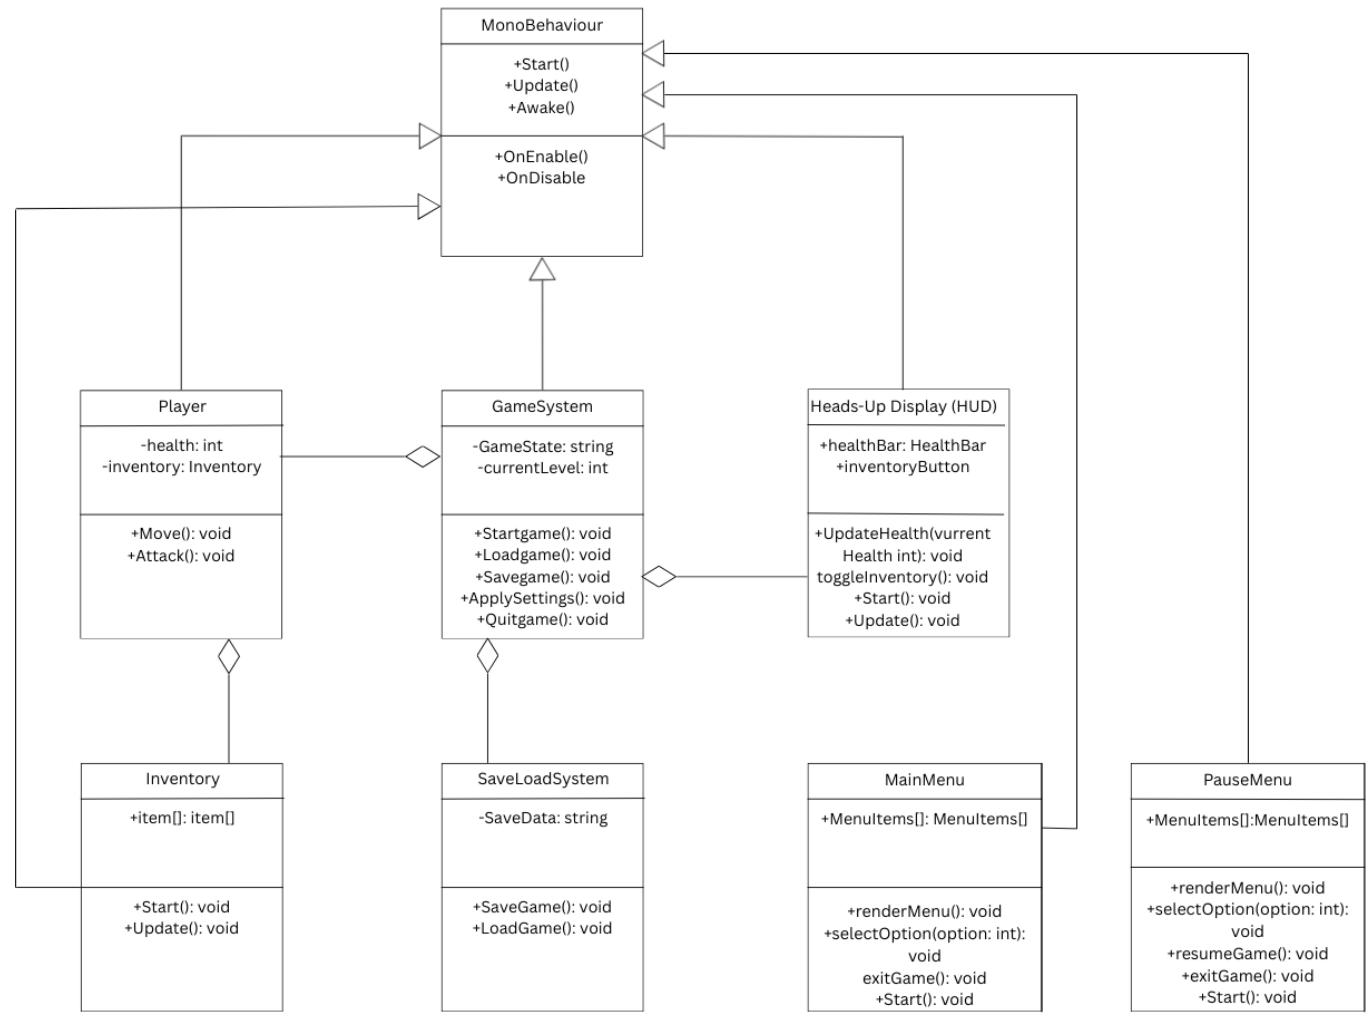 MonoBehaviour
+Start()
+Update()
+Awake()
+OnEnable()
+OnDisable
Player
-health: int
-inventory: Inventory
+Move(): void
+Attack(): void
GameSystem
-GameState: string
-currentLevel: int
+Startgame(): void
+Loadgame(): void
+Savegame(): void
+ApplySettings(): void
+Quitgame(): void
Heads-Up Display (HUD)
+healthBar: HealthBar
+inventoryButton
+UpdateHealth(vurrent
Health int): void
toggleInventory(): void
+Start(): void
+Update(): void
Inventory
+item[]: item[]
+Start(): void
+Update(): void
SaveLoadSystem
-SaveData: string
+SaveGame(): void
+LoadGame(): void
MainMenu
+MenuItems[]: MenuItems[]
+renderMenu(): void
+selectOption(option: int):
void
exitGame(): void
+Start(): void
PauseMenu
+MenuItems[]:MenuItems[]
+renderMenu(): void
+selectOption(option: int):
void
+resumeGame(): void
+exitGame(): void
+Start(): void